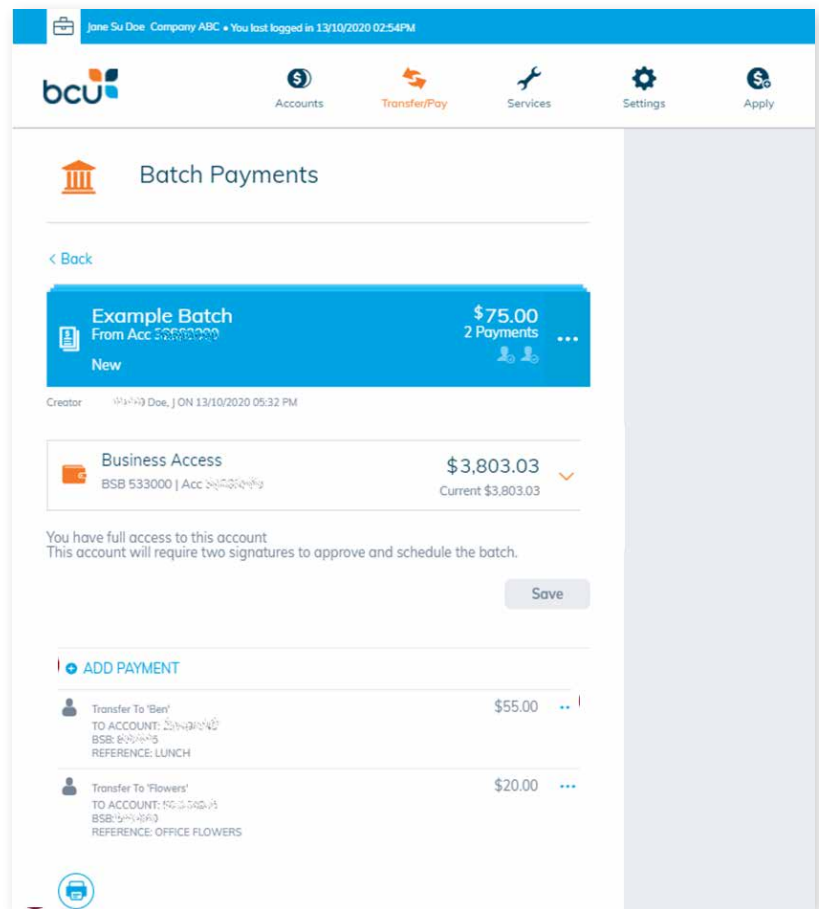 Jane Su Doe Company ABC • You last logged in 13/10/2020 02:54PM
bcu
Accounts
Transfer/Pay
Services
Settings
Apply
Batch Payments
< Back
Example Batch
$75.00
From Acc
2 Payments
New
Creator Doe, J ON 13/10/2020 05:32 PM
Business Access
$3,803.03
BSB 533000 | Acc
Current $3,803.03
You have full access to this account
This account will require two signatures to approve and schedule the batch.
Save
ADD PAYMENT
Transfer To 'Ben'
$55.00
TO ACCOUNT:
BSB:
REFERENCE: LUNCH
Transfer To 'Flowers'
$20.00
TO ACCOUNT:
BSB:
REFERENCE: OFFICE FLOWERS